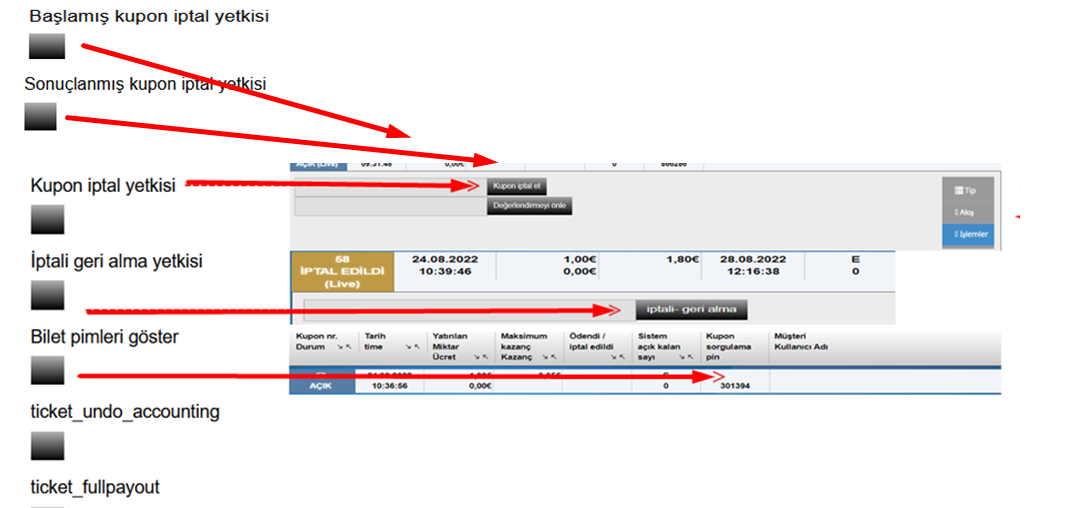 Başlamış kupon iptal yetkisi
Sonuçlanmış kupon iptal yetkisi
AÇIK (Live) 09:31:48 0,00€ 0 866286
Kupon iptal yetkisi
Kupon iptal et
Değerlendirmeyi önle
Tip
Akış
İşlemler
İptali geri alma yetkisi
58 24.08.2022 1,00€ 1,80€ 28.08.2022 E
İPTAL EDİLDİ 10:39:46 0,00€ 12:16:38 0
(Live)
iptali- geri alma
Bilet pimleri göster
Kupon nr. Tarih Yatırılan Maksimum Ödendi / Sistem Kupon Müşteri
Durum time Miktar kazanç iptal edildi açık kalan sorgulama Kullanıcı Adı
Ücret Kazanç sayı pin
AÇIK 10:36:56 0,00€ 0 301394
ticket_undo_accounting
ticket_fullpayout